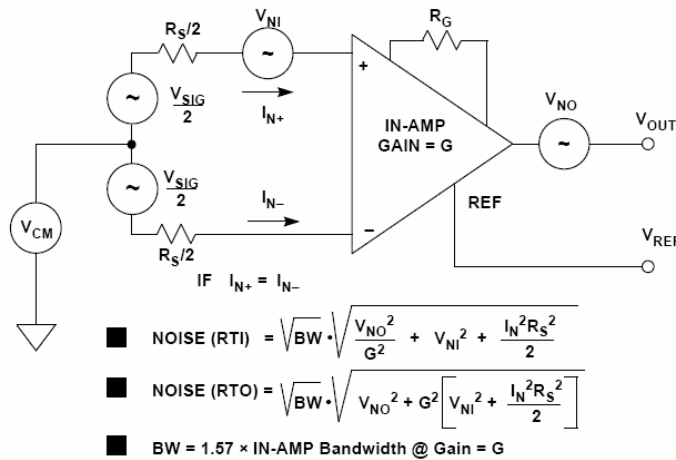 R_S/2
V_NI
R_G
~
+
~
V_SIG
2
I_N+
IN-AMP
GAIN = G
V_NO
~
V_OUT
~
V_SIG
2
I_N–
REF
V_CM
–
R_S/2
V_REF
IF I_N+ = I_N–
■ NOISE (RTI) = √BW • √(V_NO²/G² + V_NI² + I_N²R_S²/2)
■ NOISE (RTO) = √BW • √(V_NO² + G²[V_NI² + I_N²R_S²/2])
■ BW = 1.57 × IN-AMP Bandwidth @ Gain = G